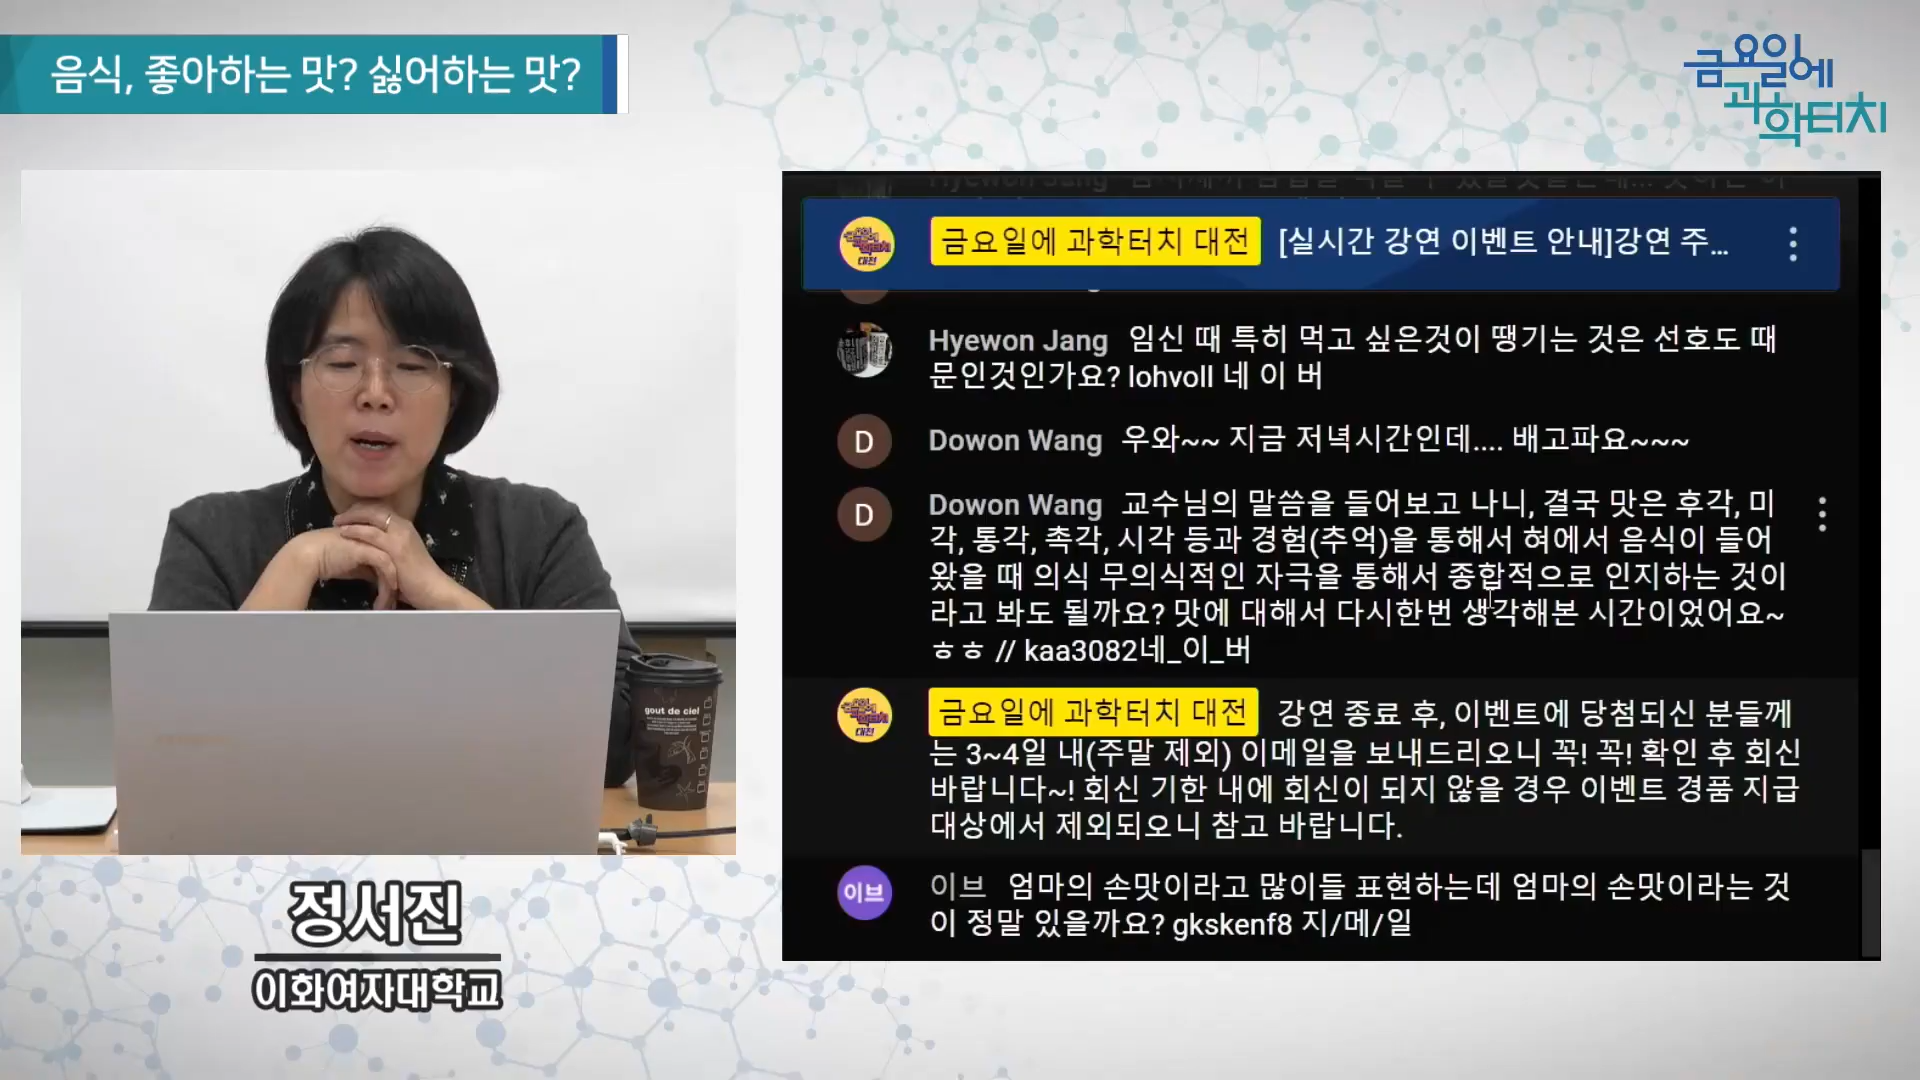 음식, 좋아하는 맛? 싫어하는 맛?
금요일에
과학터치
Hyewon Jang
금요일에 과학터치 대전 [실시간 강연 이벤트 안내]강연 주...
Hyewon Jang 임신 때 특히 먹고 싶은것이 땡기는 것은 선호도 때
문인것인가요? lohvoll 네 이 버
D Dowon Wang 우와~~ 지금 저녁시간인데.... 배고파요~~~
D Dowon Wang 교수님의 말씀을 들어보고 나니, 결국 맛은 후각, 미
각, 통각, 촉각, 시각 등과 경험(추억)을 통해서 혀에서 음식이 들어
왔을 때 의식 무의식적인 자극을 통해서 종합적으로 인지하는 것이
라고 봐도 될까요? 맛에 대해서 다시한번 생각해본 시간이었어요~
ㅎㅎ // kaa3082네_이_버
금요일에 과학터치 대전 강연 종료 후, 이벤트에 당첨되신 분들께
는 3~4일 내(주말 제외) 이메일을 보내드리오니 꼭! 꼭! 확인 후 회신
바랍니다~! 회신 기한 내에 회신이 되지 않을 경우 이벤트 경품 지급
대상에서 제외되오니 참고 바랍니다.
이브 이브 엄마의 손맛이라고 많이들 표현하는데 엄마의 손맛이라는 것
이 정말 있을까요? gkskenf8 지/메/일
gout de ciel
정서진
이화여자대학교